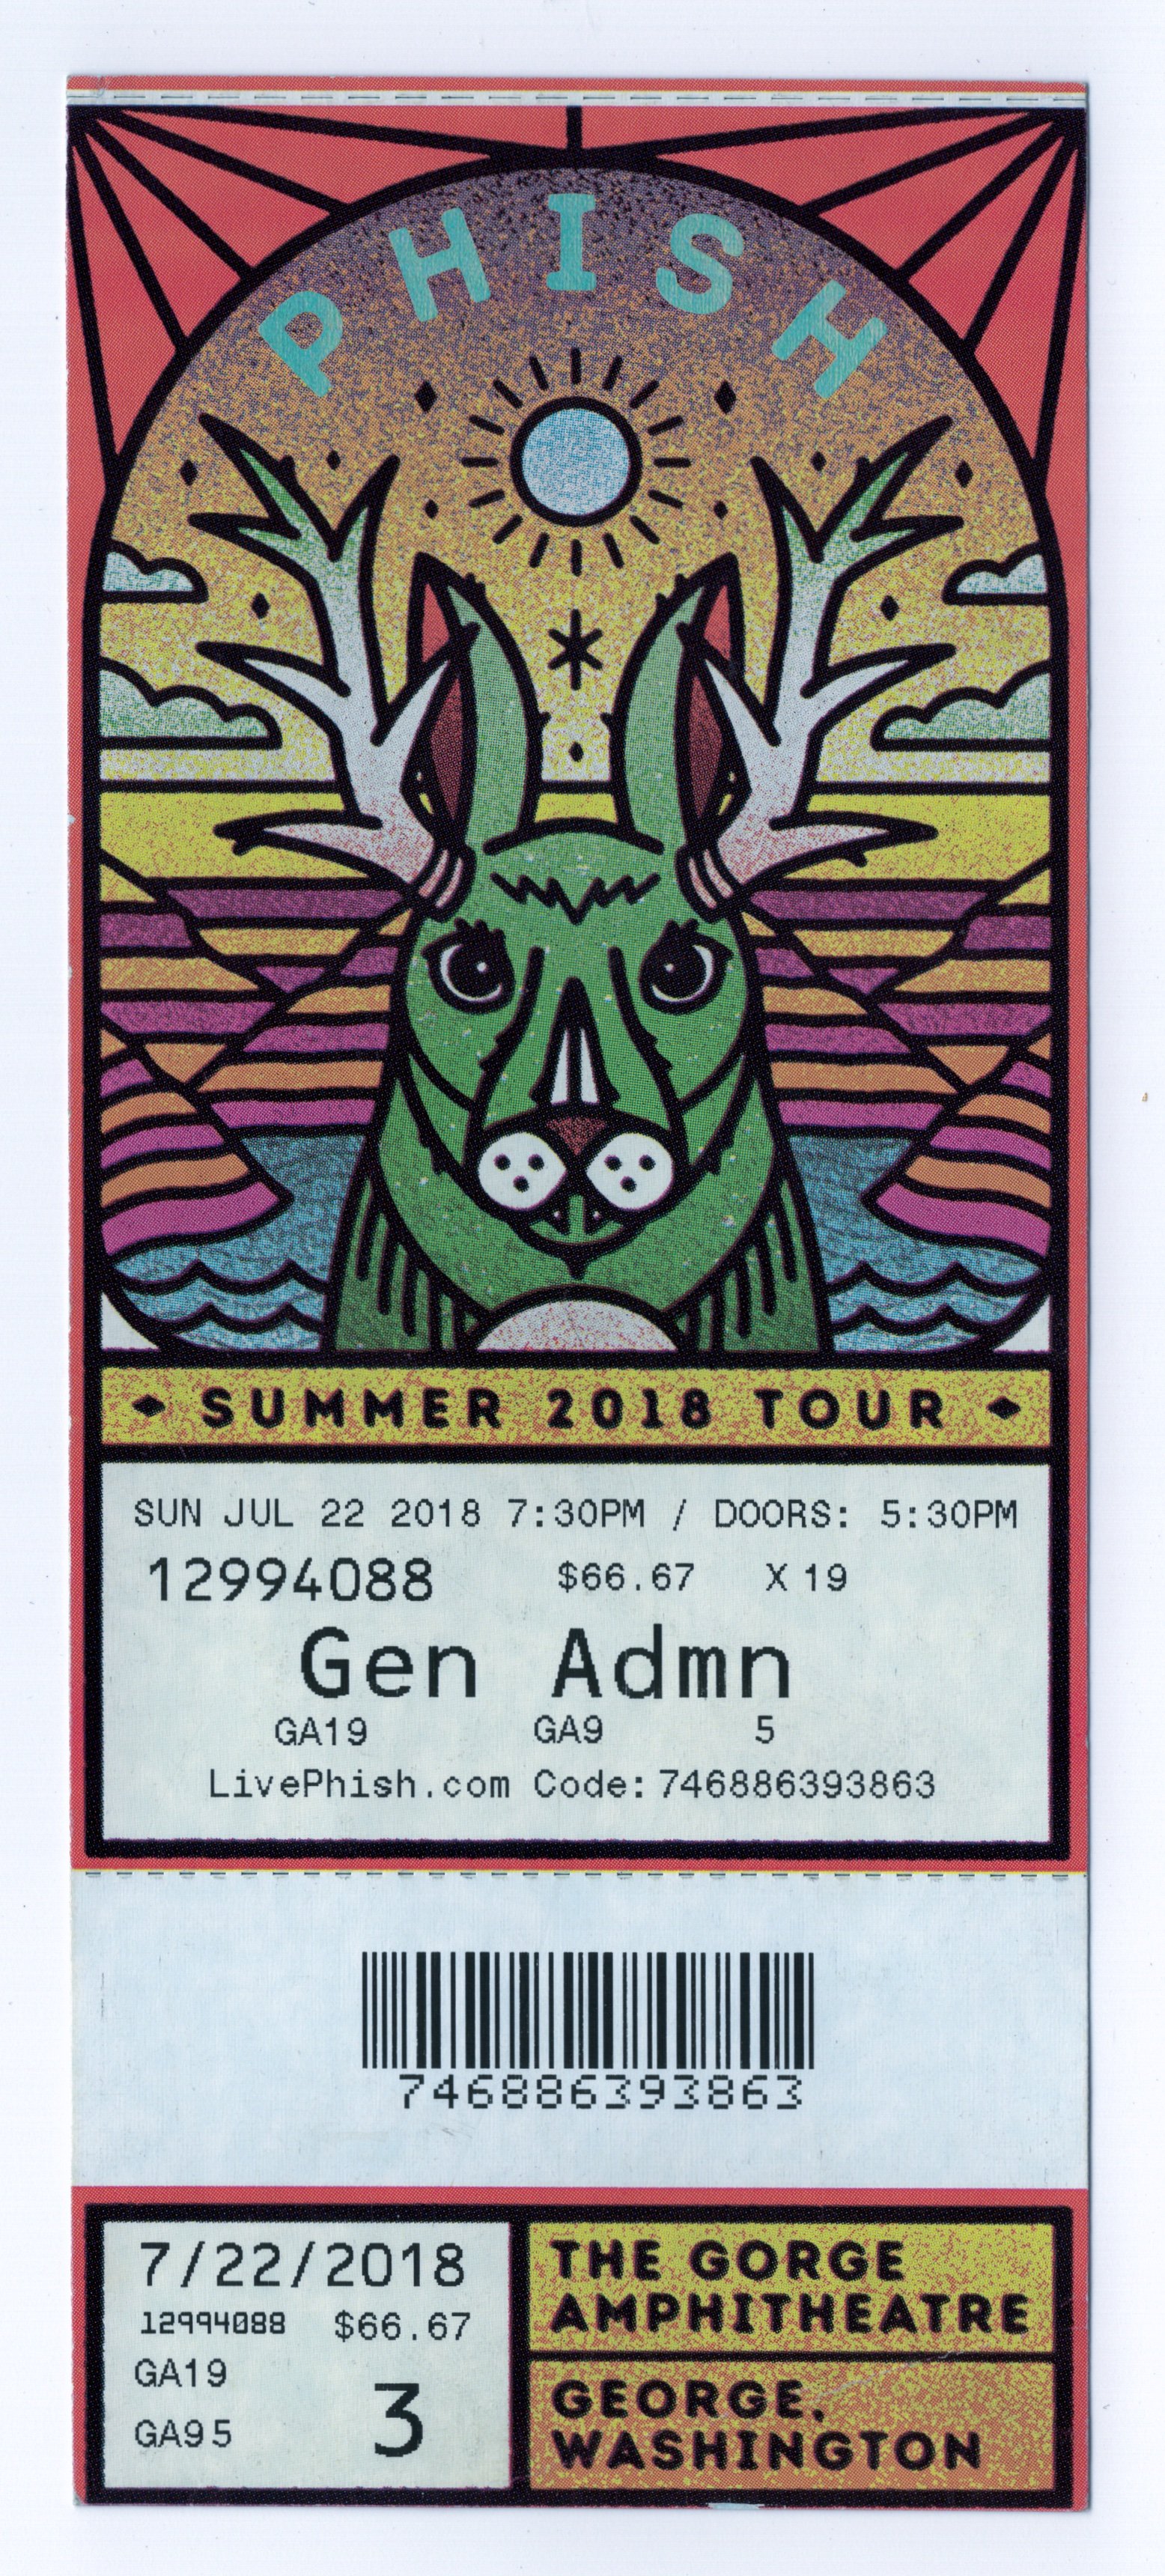 PHISH
SUMMER 2018 TOUR
SUN JUL 22 2018 7:30PM / DOORS: 5:30PM
12994088 $66.67 X 19
Gen Admn
GA19 GA9 5
LivePhish.com Code: 746886393863
746886393863
7/22/2018
12994088 $66.67
GA19
GA95 3
THE GORGE
AMPHITHEATRE
GEORGE,
WASHINGTON